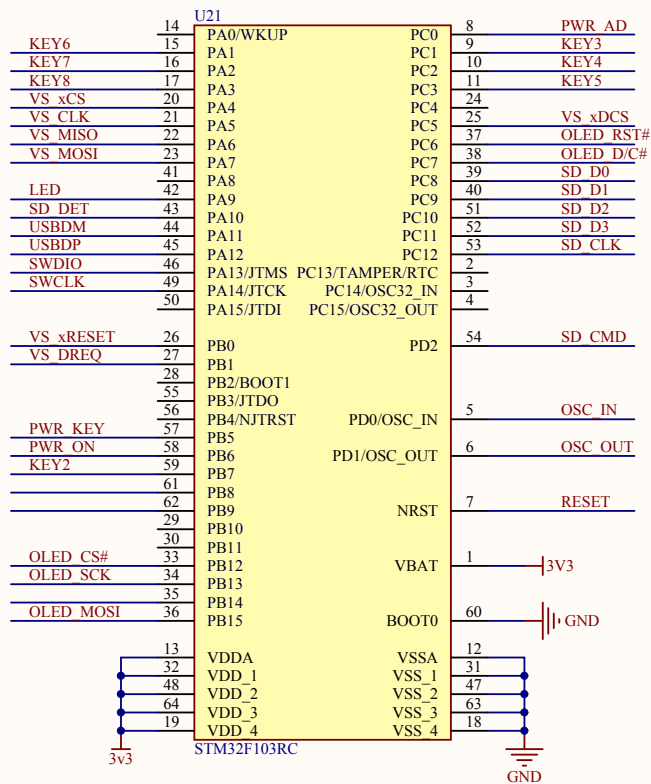 U21
14 PA0/WKUP PC0 8 PWR_AD
KEY6 15 PA1 PC1 9 KEY3
KEY7 16 PA2 PC2 10 KEY4
KEY8 17 PA3 PC3 11 KEY5
VS_xCS 20 PA4 PC4 24
VS_CLK 21 PA5 PC5 25 VS_xDCS
VS_MISO 22 PA6 PC6 37 OLED_RST#
VS_MOSI 23 PA7 PC7 38 OLED_D/C#
41 PA8 PC8 39 SD_D0
LED 42 PA9 PC9 40 SD_D1
SD_DET 43 PA10 PC10 51 SD_D2
USBDM 44 PA11 PC11 52 SD_D3
USBDP 45 PA12 PC12 53 SD_CLK
SWDIO 46 PA13/JTMS PC13/TAMPER/RTC 2
SWCLK 49 PA14/JTCK PC14/OSC32_IN 3
50 PA15/JTDI PC15/OSC32_OUT 4
VS_xRESET 26 PB0 PD2 54 SD_CMD
VS_DREQ 27 PB1
28 PB2/BOOT1
55 PB3/JTDO
56 PB4/NJTRST PD0/OSC_IN 5 OSC_IN
PWR_KEY 57 PB5
PWR_ON 58 PB6 PD1/OSC_OUT 6 OSC_OUT
KEY2 59 PB7
61 PB8
62 PB9 NRST 7 RESET
29 PB10
30 PB11
OLED_CS# 33 PB12 VBAT 1 3V3
OLED_SCK 34 PB13
35 PB14
OLED_MOSI 36 PB15 BOOT0 60 GND
13 VDDA VSSA 12
32 VDD_1 VSS_1 31
48 VDD_2 VSS_2 47
64 VDD_3 VSS_3 63
19 VDD_4 VSS_4 18
3v3 STM32F103RC
GND